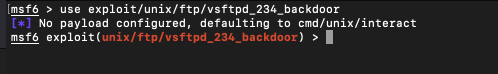 [msf6 > use exploit/unix/ftp/vsftpd_234_backdoor
[*] No payload configured, defaulting to cmd/unix/interact
msf6 exploit(unix/ftp/vsftpd_234_backdoor) >